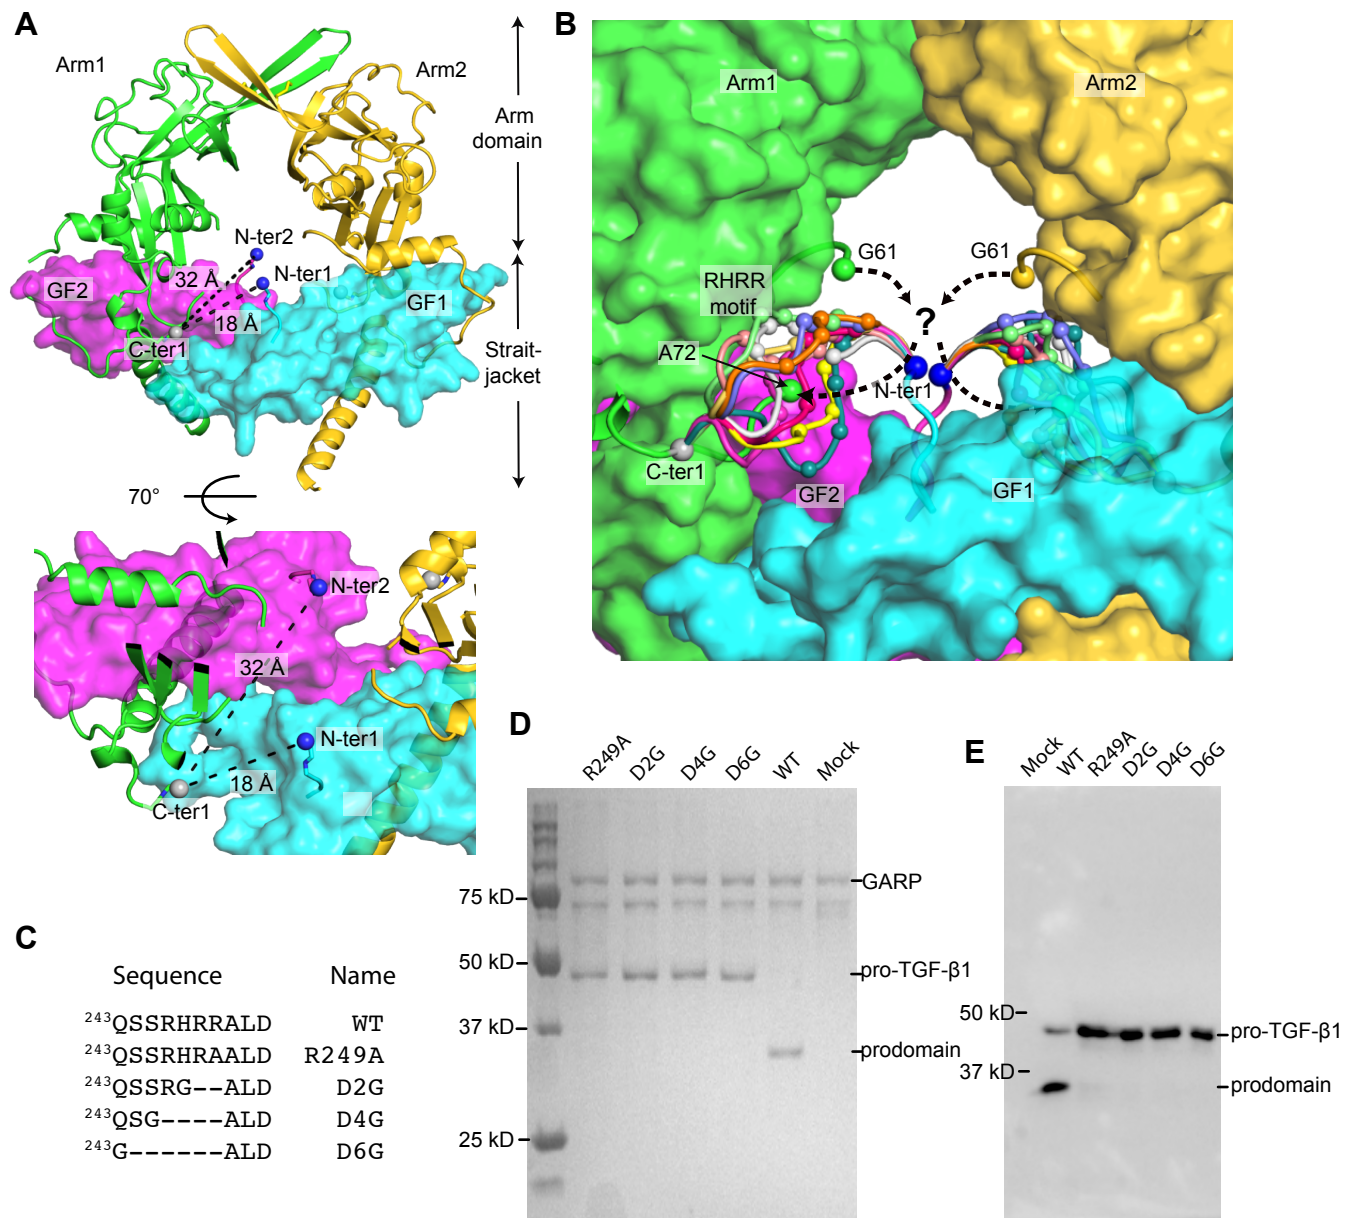 A
Arm1
Arm2
Arm
domain
N-ter2
32 Å
N-ter1
GF2
GF1
18 Å
C-ter1
Strait-
jacket
70°
N-ter2
32 Å
N-ter1
18 Å
C-ter1
B
Arm1
Arm2
G61
G61
RHRR
motif
?
A72
N-ter1
C-ter1
GF2
GF1
C
Sequence Name
243QSSRHRRALD WT
243QSSRHRAALD R249A
243QSSRG--ALD D2G
243QSG----ALD D4G
243G------ALD D6G
D
R249A D2G D4G D6G WT Mock
GARP
75 kD
50 kD
pro-TGF-β1
37 kD
prodomain
25 kD
E
Mock WT R249A D2G D4G D6G
50 kD
pro-TGF-β1
37 kD
prodomain